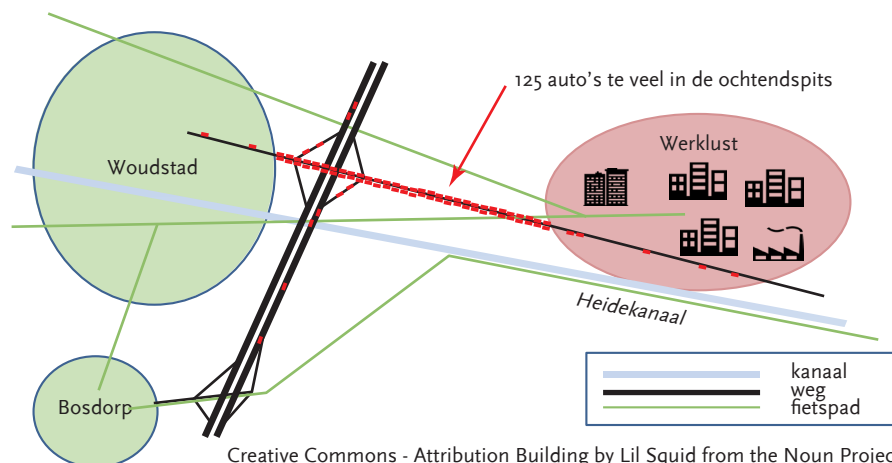 125 auto's te veel in de ochtendspits
Werklust
Woudstad
Heidekanaal
Bosdorp
kanaal
weg
fietspad
Creative Commons - Attribution Building by Lil Squid from the Noun Projec